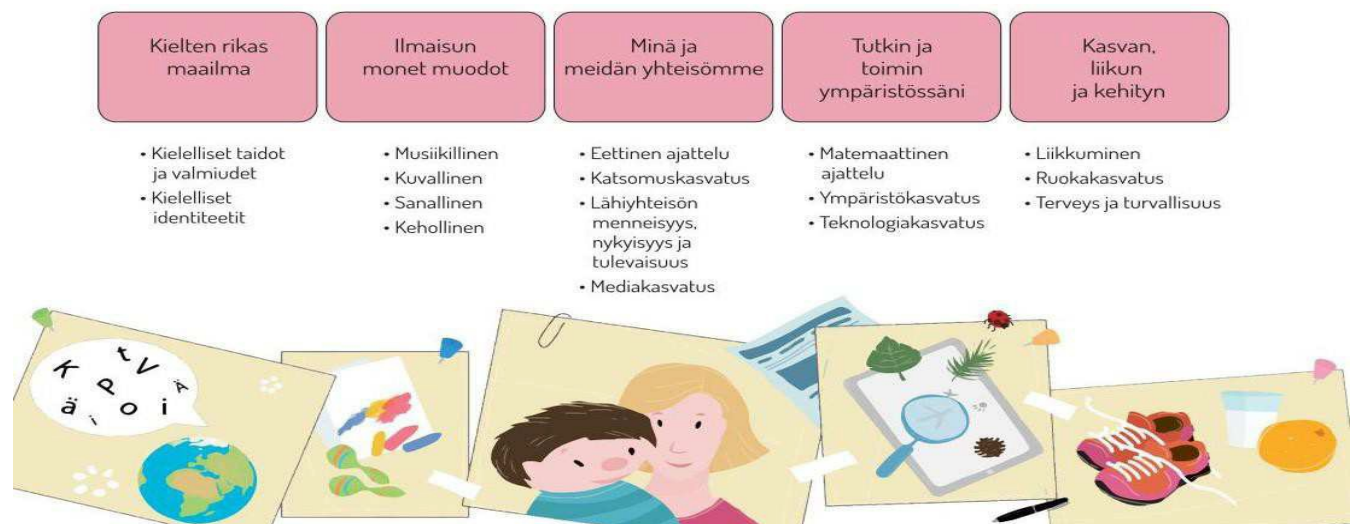 Kielten rikas
maailma
Ilmaisun
monet muodot
Minä ja
meidän yhteisömme
Tutkin ja
toimin
ympäristössäni
Kasvan,
liikun
ja kehityn
• Kielelliset taidot
ja valmiudet
• Kielelliset
identiteetit
• Musiikillinen
• Kuvallinen
• Sanallinen
• Kehollinen
• Eettinen ajattelu
• Katsomuskasvatus
• Lähiyhteisön
menneisyys,
nykyisyys ja
tulevaisuus
• Mediakasvatus
• Matemaattinen
ajattelu
• Ympäristökasvatus
• Teknologiakasvatus
• Liikkuminen
• Ruokakasvatus
• Terveys ja turvallisuus
K t V
P Ä
ä i o i